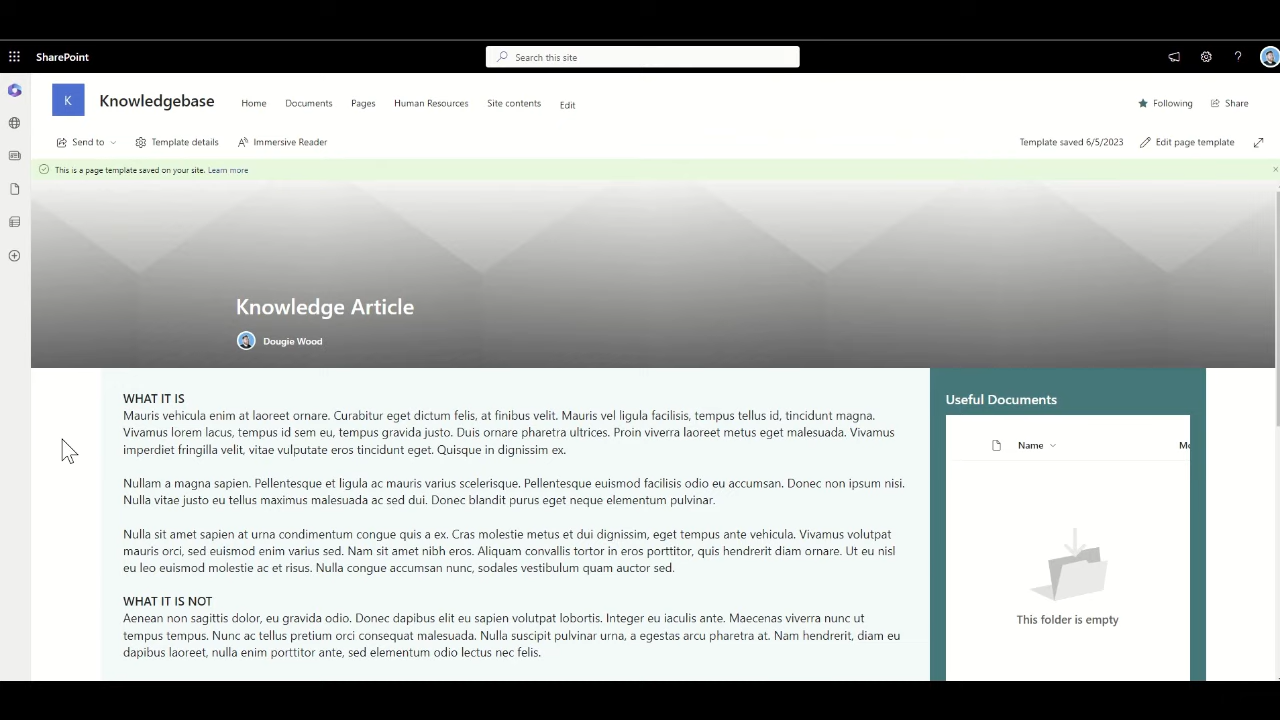 SharePoint
Search this site
?
K
Knowledgebase
Home
Documents
Pages
Human Resources
Site contents
Edit
Following
Share
Send to
Template details
Immersive Reader
Template saved 6/5/2023
Edit page template
This is a page template saved on your site. Learn more
Knowledge Article
Dougie Wood
WHAT IT IS
Mauris vehicula enim at laoreet ornare. Curabitur eget dictum felis, at finibus velit. Mauris vel ligula facilisis, tempus tellus id, tincidunt magna.
Vivamus lorem lacus, tempus id sem eu, tempus gravida justo. Duis ornare pharetra ultrices. Proin viverra laoreet metus eget malesuada. Vivamus
imperdiet fringilla velit, vitae vulputate eros tincidunt eget. Quisque in dignissim ex.
Nullam a magna sapien. Pellentesque et ligula ac mauris varius scelerisque. Pellentesque euismod facilisis odio eu accumsan. Donec non ipsum nisi.
Nulla vitae justo eu tellus maximus malesuada ac sed dui. Donec blandit purus eget neque elementum pulvinar.
Nulla sit amet sapien at urna condimentum congue quis a ex. Cras molestie metus et dui dignissim, eget tempus ante vehicula. Vivamus volutpat
mauris orci, sed euismod enim varius sed. Nam sit amet nibh eros. Aliquam convallis tortor in eros porttitor, quis hendrerit diam ornare. Ut eu nisl
eu leo euismod molestie ac et risus. Nulla congue accumsan nunc, sodales vestibulum quam auctor sed.
WHAT IT IS NOT
Aenean non sagittis dolor, eu gravida odio. Donec dapibus elit eu sapien volutpat lobortis. Integer eu iaculis ante. Maecenas viverra nunc ut
tempus tempus. Nunc ac tellus pretium orci consequat malesuada. Nulla suscipit pulvinar urna, a egestas arcu pharetra at. Nam hendrerit, diam eu
dapibus laoreet, nulla enim porttitor ante, sed elementum odio lectus nec felis.
Useful Documents
Name
Mo
This folder is empty